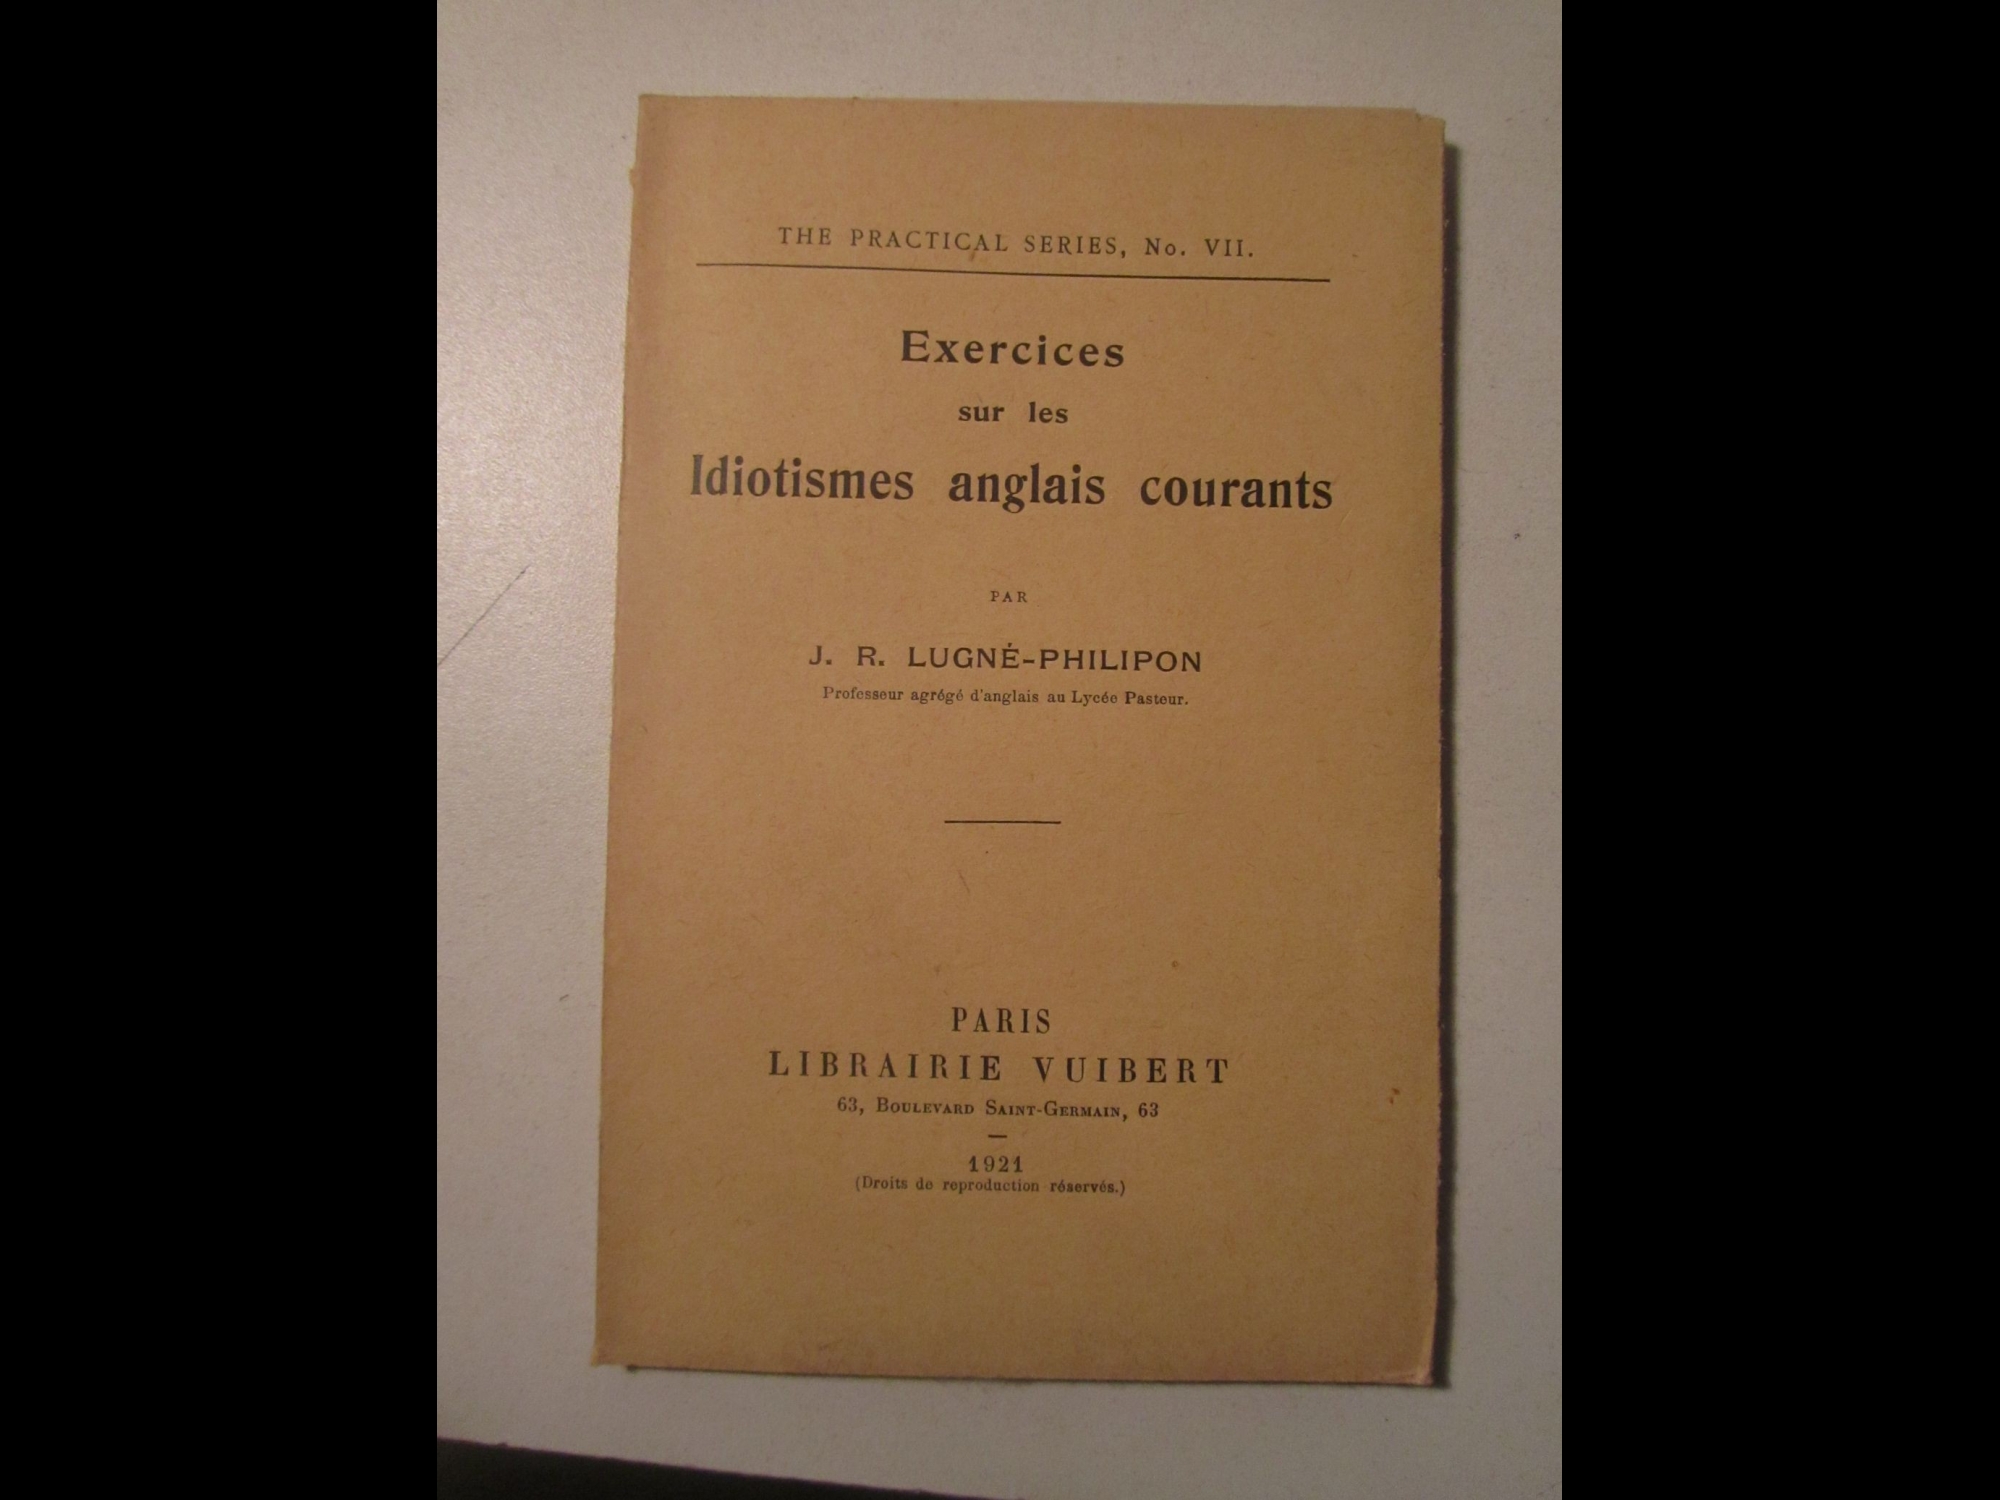 THE PRACTICAL SERIES, No. VII.
Exercices
sur les
Idiotismes anglais courants
PAR
J. R. LUGNÉ-PHILIPON
Professeur agrégé d'anglais au Lycée Pasteur.
PARIS
LIBRAIRIE VUIBERT
63, Boulevard Saint-Germain, 63
1921
(Droits de reproduction réservés.)